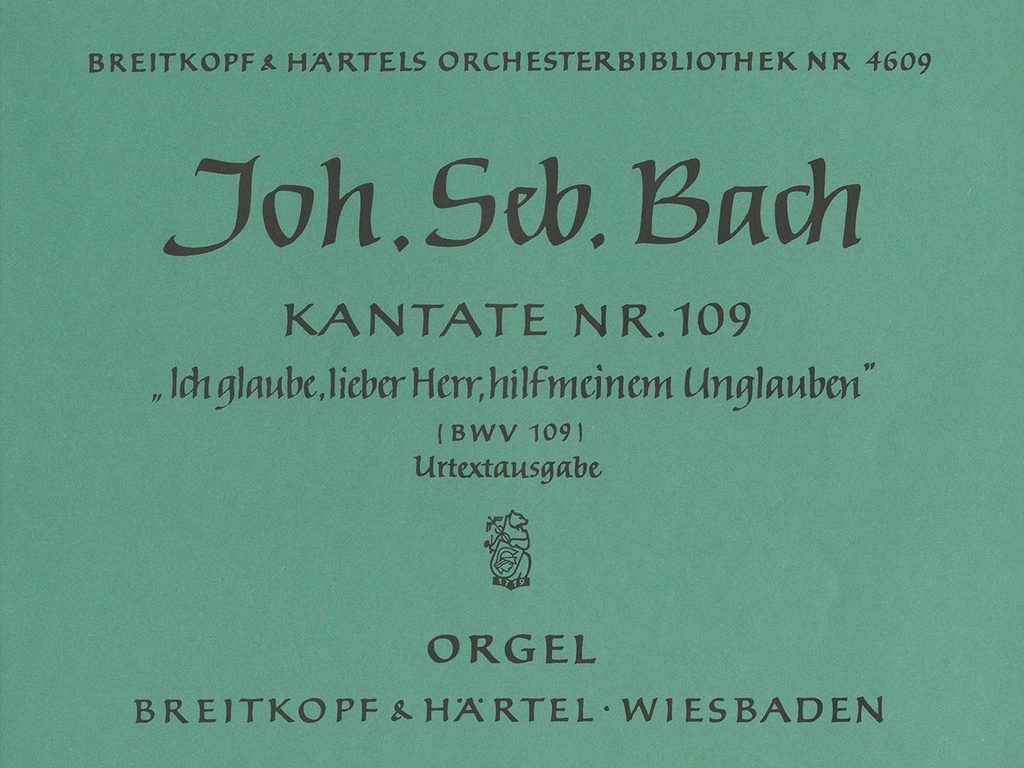 BREITKOPF & HÄRTELS ORCHESTERBIBLIOTHEK NR 4609
Joh. Seb. Bach
KANTATE NR. 109
„Ich glaube, lieber Herr, hilf meinem Unglauben”
(BWV 109)
Urtextausgabe
1719
ORGEL
BREITKOPF & HÄRTEL · WIESBADEN